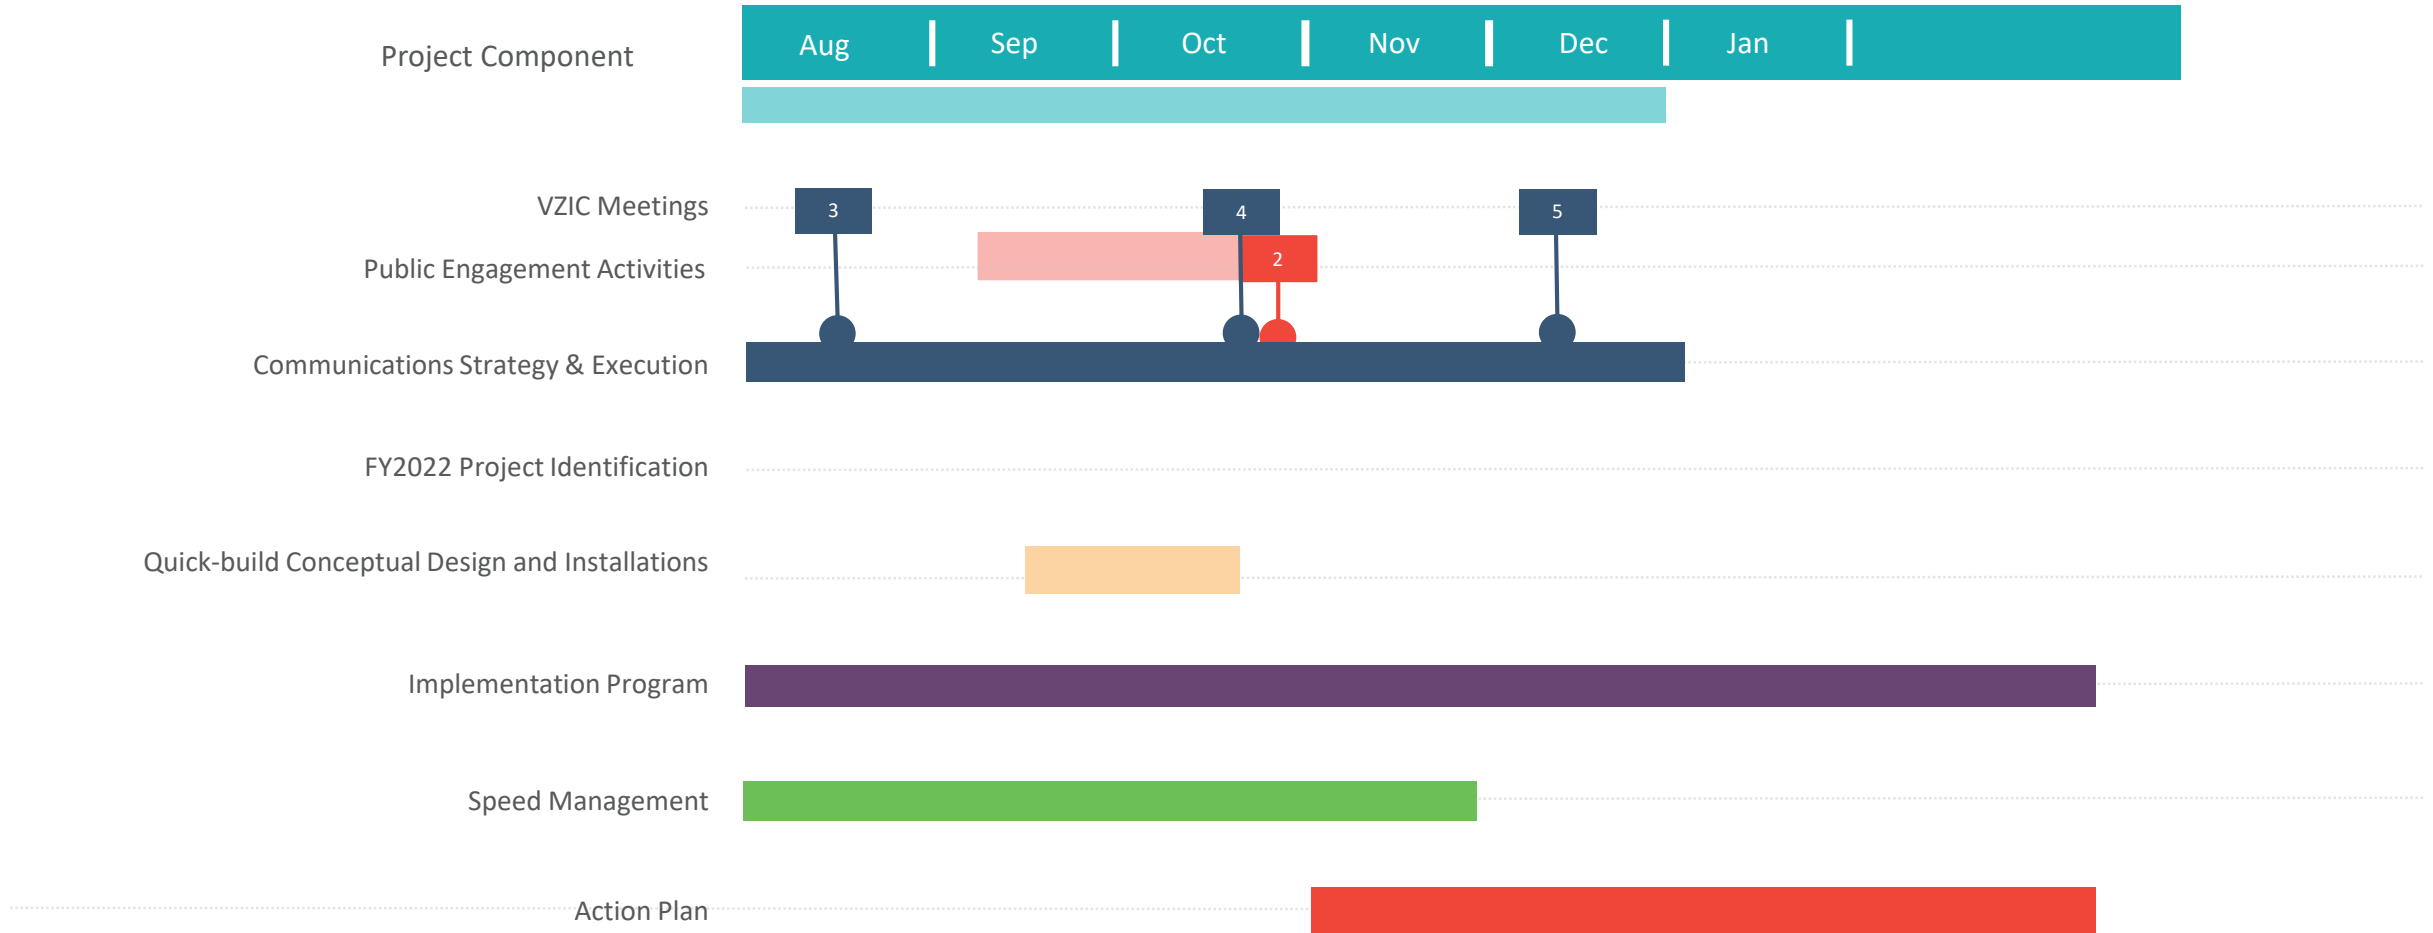 Project Component
Aug Sep Oct Nov Dec Jan
VZIC Meetings
3 4 5
Public Engagement Activities
2
Communications Strategy & Execution
FY2022 Project Identification
Quick-build Conceptual Design and Installations
Implementation Program
Speed Management
Action Plan